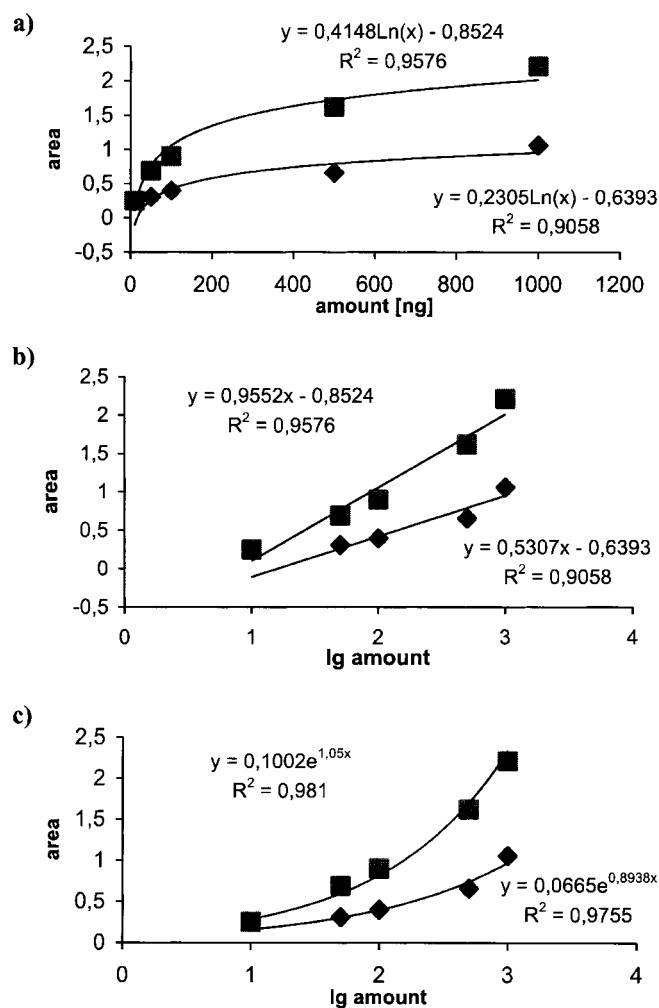 a)
y = 0,4148Ln(x) - 0,8524
R² = 0,9576
2,5
2
1,5
1
0,5
0
-0,5
area
y = 0,2305Ln(x) - 0,6393
R² = 0,9058
0 200 400 600 800 1000 1200
amount [ng]
b)
2,5
2
1,5
1
0,5
0
-0,5
area
y = 0,9552x - 0,8524
R² = 0,9576
y = 0,5307x - 0,6393
R² = 0,9058
0 1 2 3 4
lg amount
c)
2,5
2
1,5
1
0,5
0
area
y = 0,1002e^1,05x
R² = 0,981
y = 0,0665e^0,8938x
R² = 0,9755
0 1 2 3 4
lg amount